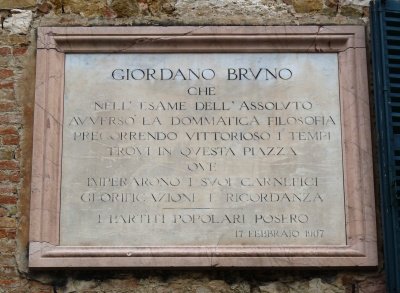 GIORDANO BRVNO
CHE
NELL' ESAME DELL' ASSOLVTO
AVVERSO LA DOMMATICA FILOSOFIA
PRECORRENDO VITTORIOSO I TEMPI
TROVI IN QVESTA PIAZZA
OVE
IMPERARONO I SVOI CARNEFICI
GLORIFICAZIONE E RICORDANZA
I PARTITI POPOLARI POSERO
17 FEBBRAIO 1907